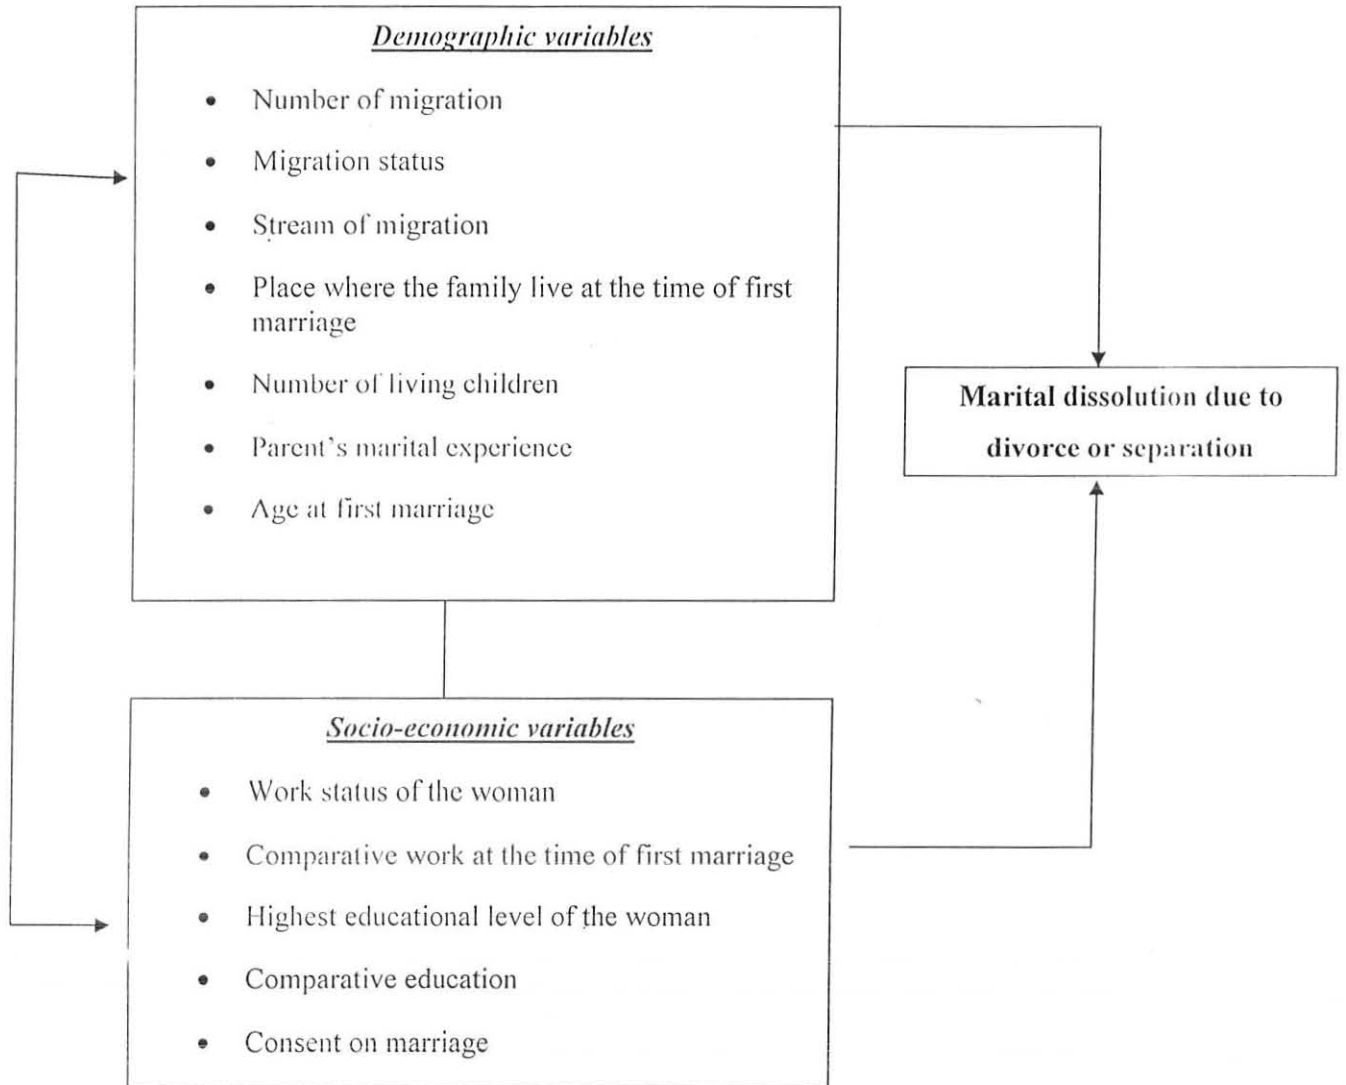 Demographic variables
• Number of migration
• Migration status
• Stream of migration
• Place where the family live at the time of first
marriage
• Number of living children
• Parent's marital experience
• Age at first marriage
Marital dissolution due to
divorce or separation
Socio-economic variables
• Work status of the woman
• Comparative work at the time of first marriage
• Highest educational level of the woman
• Comparative education
• Consent on marriage